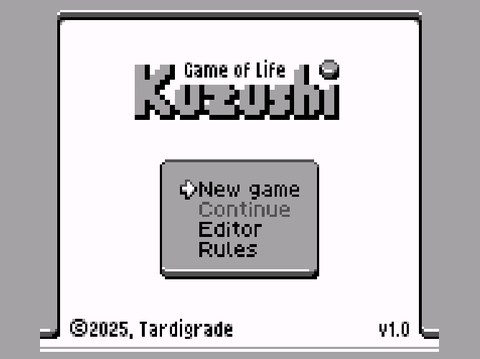 Game of Life
Kuzushi
New game
Continue
Editor
Rules
©2025, Tardigrade
v1.0